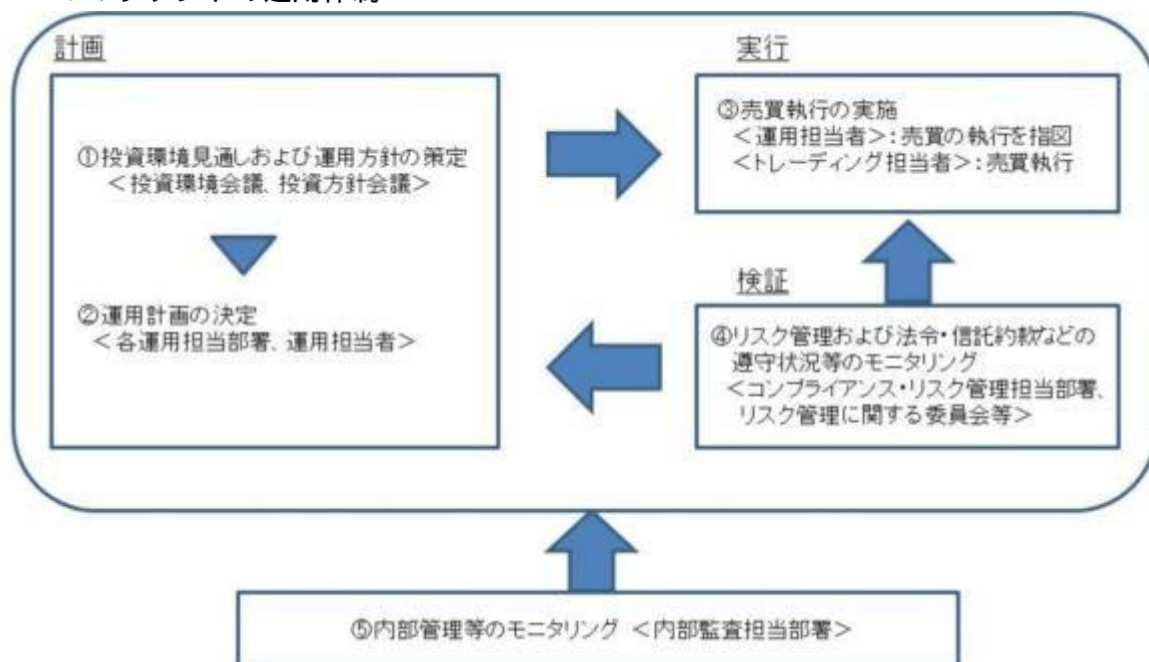 計画
①投資環境見通しおよび運用方針の策定
＜投資環境会議、投資方針会議＞
②運用計画の決定
＜各運用担当部署、運用担当者＞
実行
③売買執行の実施
＜運用担当者＞：売買の執行を指図
＜トレーディング担当者＞：売買執行
検証
④リスク管理および法令・信託約款などの
遵守状況等のモニタリング
＜コンプライアンス・リスク管理担当部署、
リスク管理に関する委員会等＞
⑤内部管理等のモニタリング ＜内部監査担当部署＞